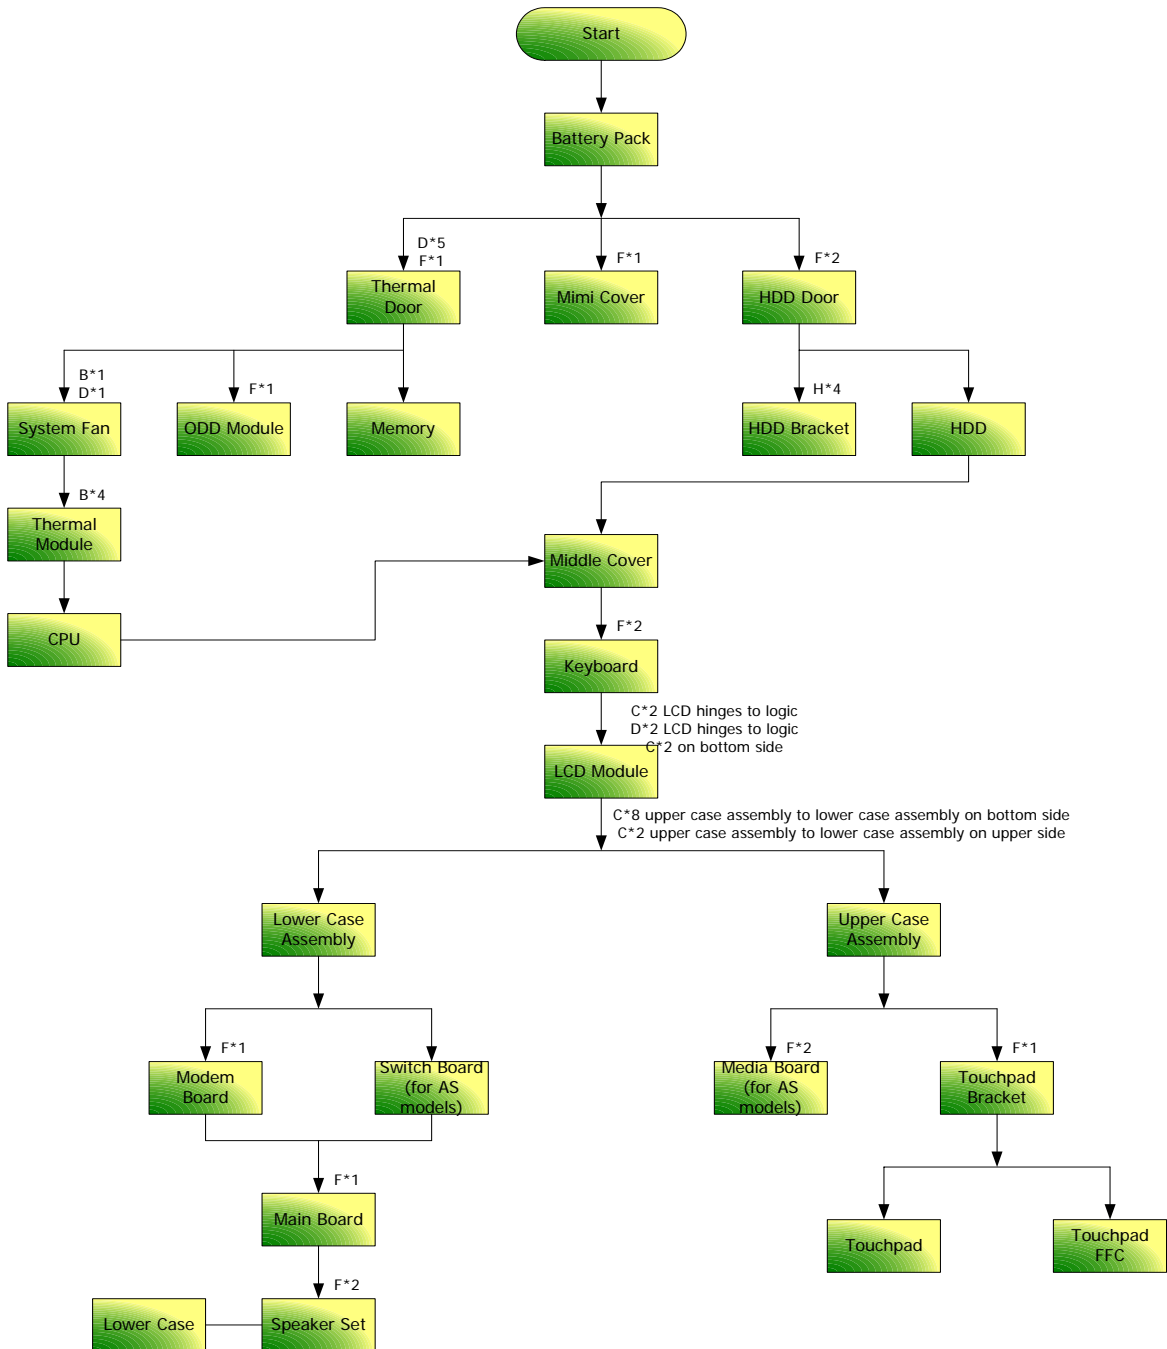 Start
Battery Pack
D*5
F*1
F*1
F*2
Thermal
Door
Mimi Cover
HDD Door
B*1
D*1
F*1
H*4
System Fan
ODD Module
Memory
HDD Bracket
HDD
B*4
Thermal
Module
Middle Cover
CPU
F*2
Keyboard
C*2 LCD hinges to logic
D*2 LCD hinges to logic
C*2 on bottom side
LCD Module
C*8 upper case assembly to lower case assembly on bottom side
C*2 upper case assembly to lower case assembly on upper side
Lower Case
Assembly
Upper Case
Assembly
F*1
F*2
F*1
Modem
Board
Switch Board
(for AS
models)
Media Board
(for AS
models)
Touchpad
Bracket
F*1
Main Board
Touchpad
Touchpad
FFC
F*2
Lower Case
Speaker Set